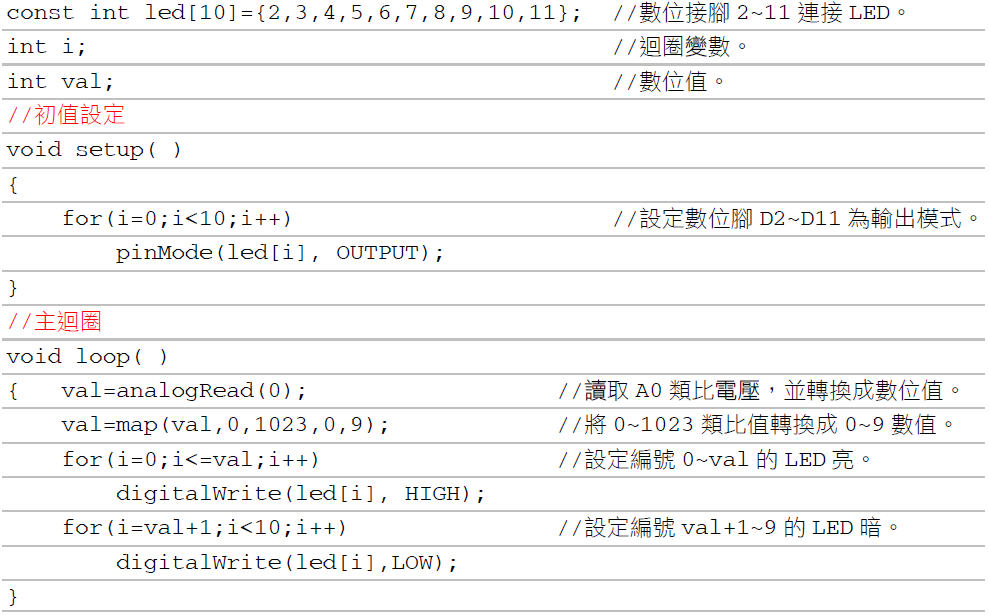 const int led[10]={2,3,4,5,6,7,8,9,10,11}; //數位接腳 2~11 連接 LED。
int i; //迴圈變數。
int val; //數位值。
//初值設定
void setup( )
{
for(i=0;i<10;i++) //設定數位腳 D2~D11 為輸出模式。
pinMode(led[i], OUTPUT);
}
//主迴圈
void loop( )
{ val=analogRead(0); //讀取 A0 類比電壓，並轉換成數位值。
val=map(val,0,1023,0,9); //將 0~1023 類比值轉換成 0~9 數值。
for(i=0;i<=val;i++) //設定編號 0~val 的 LED 亮。
digitalWrite(led[i], HIGH);
for(i=val+1;i<10;i++) //設定編號 val+1~9 的 LED 暗。
digitalWrite(led[i],LOW);
}